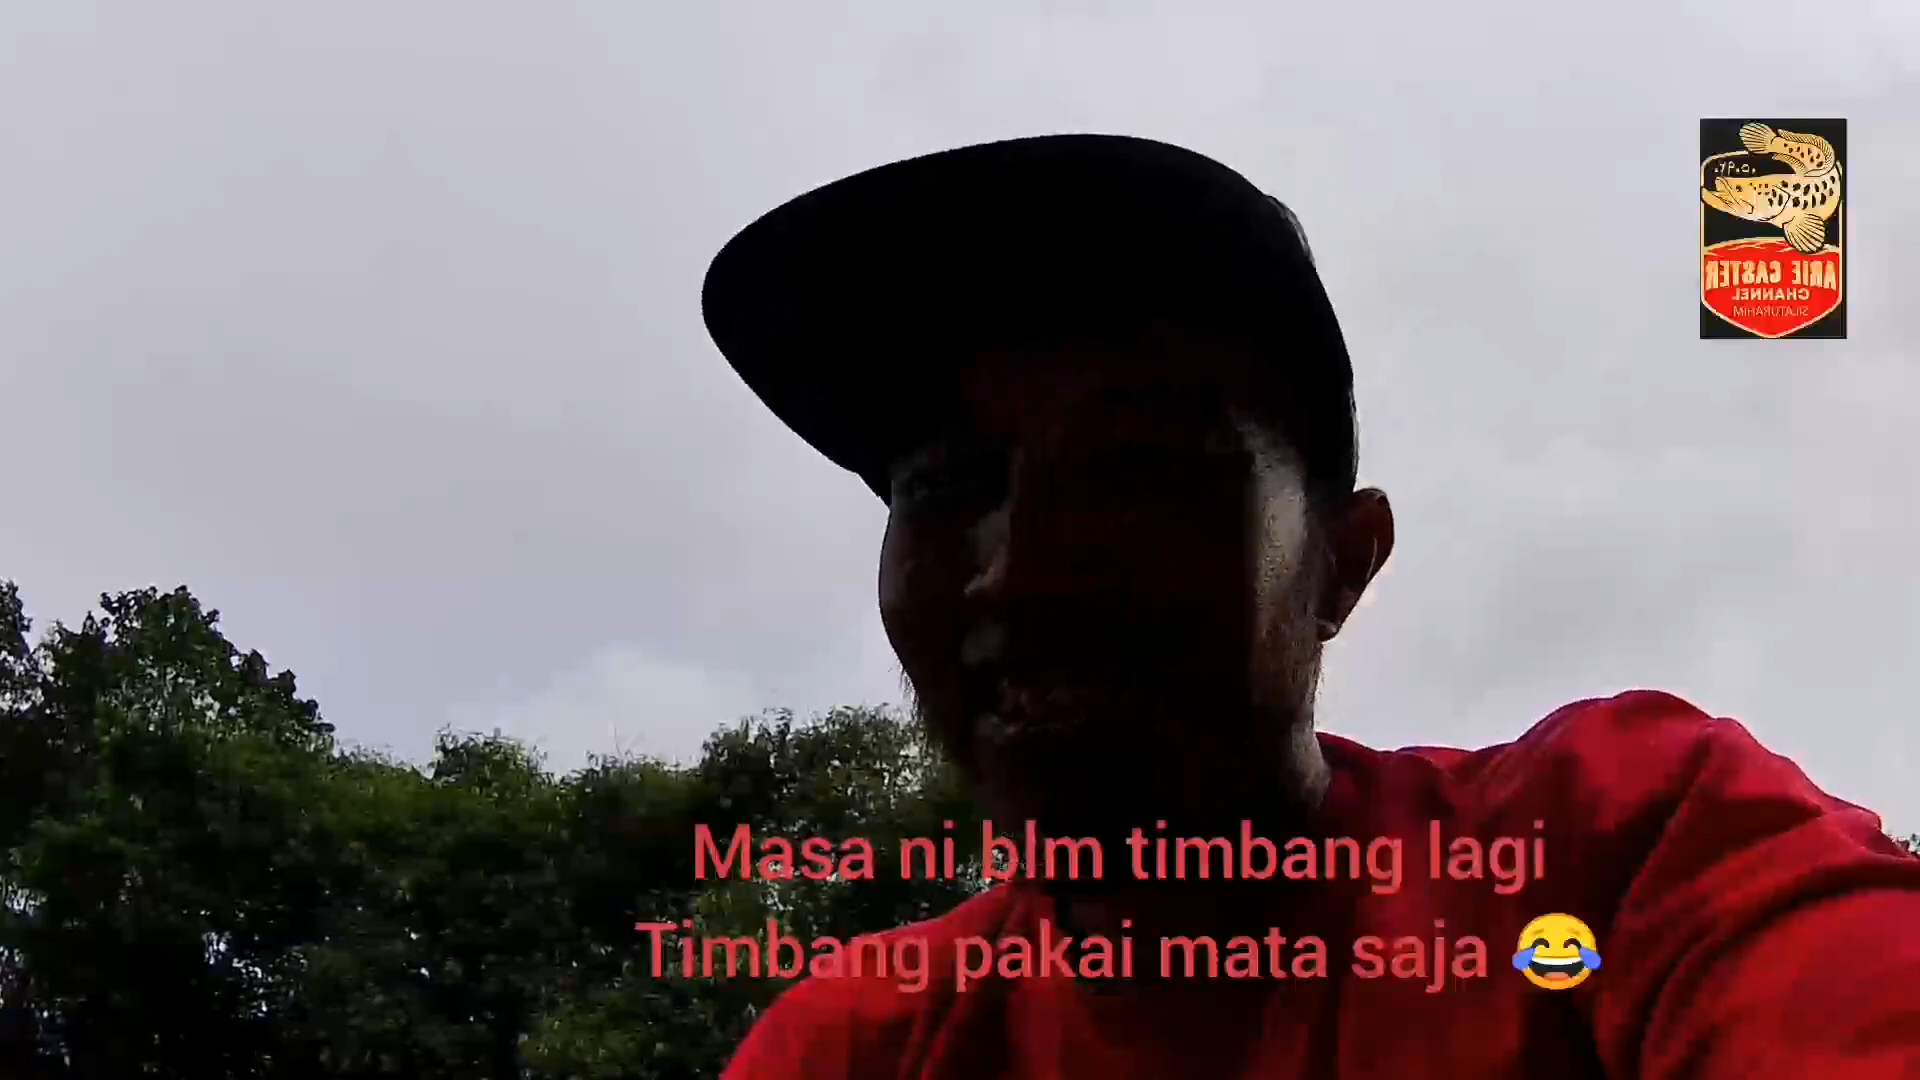 ARIE CASTER
CHANNEL
SILATURAHIM
Masa ni blm timbang lagi
Timbang pakai mata saja 😂